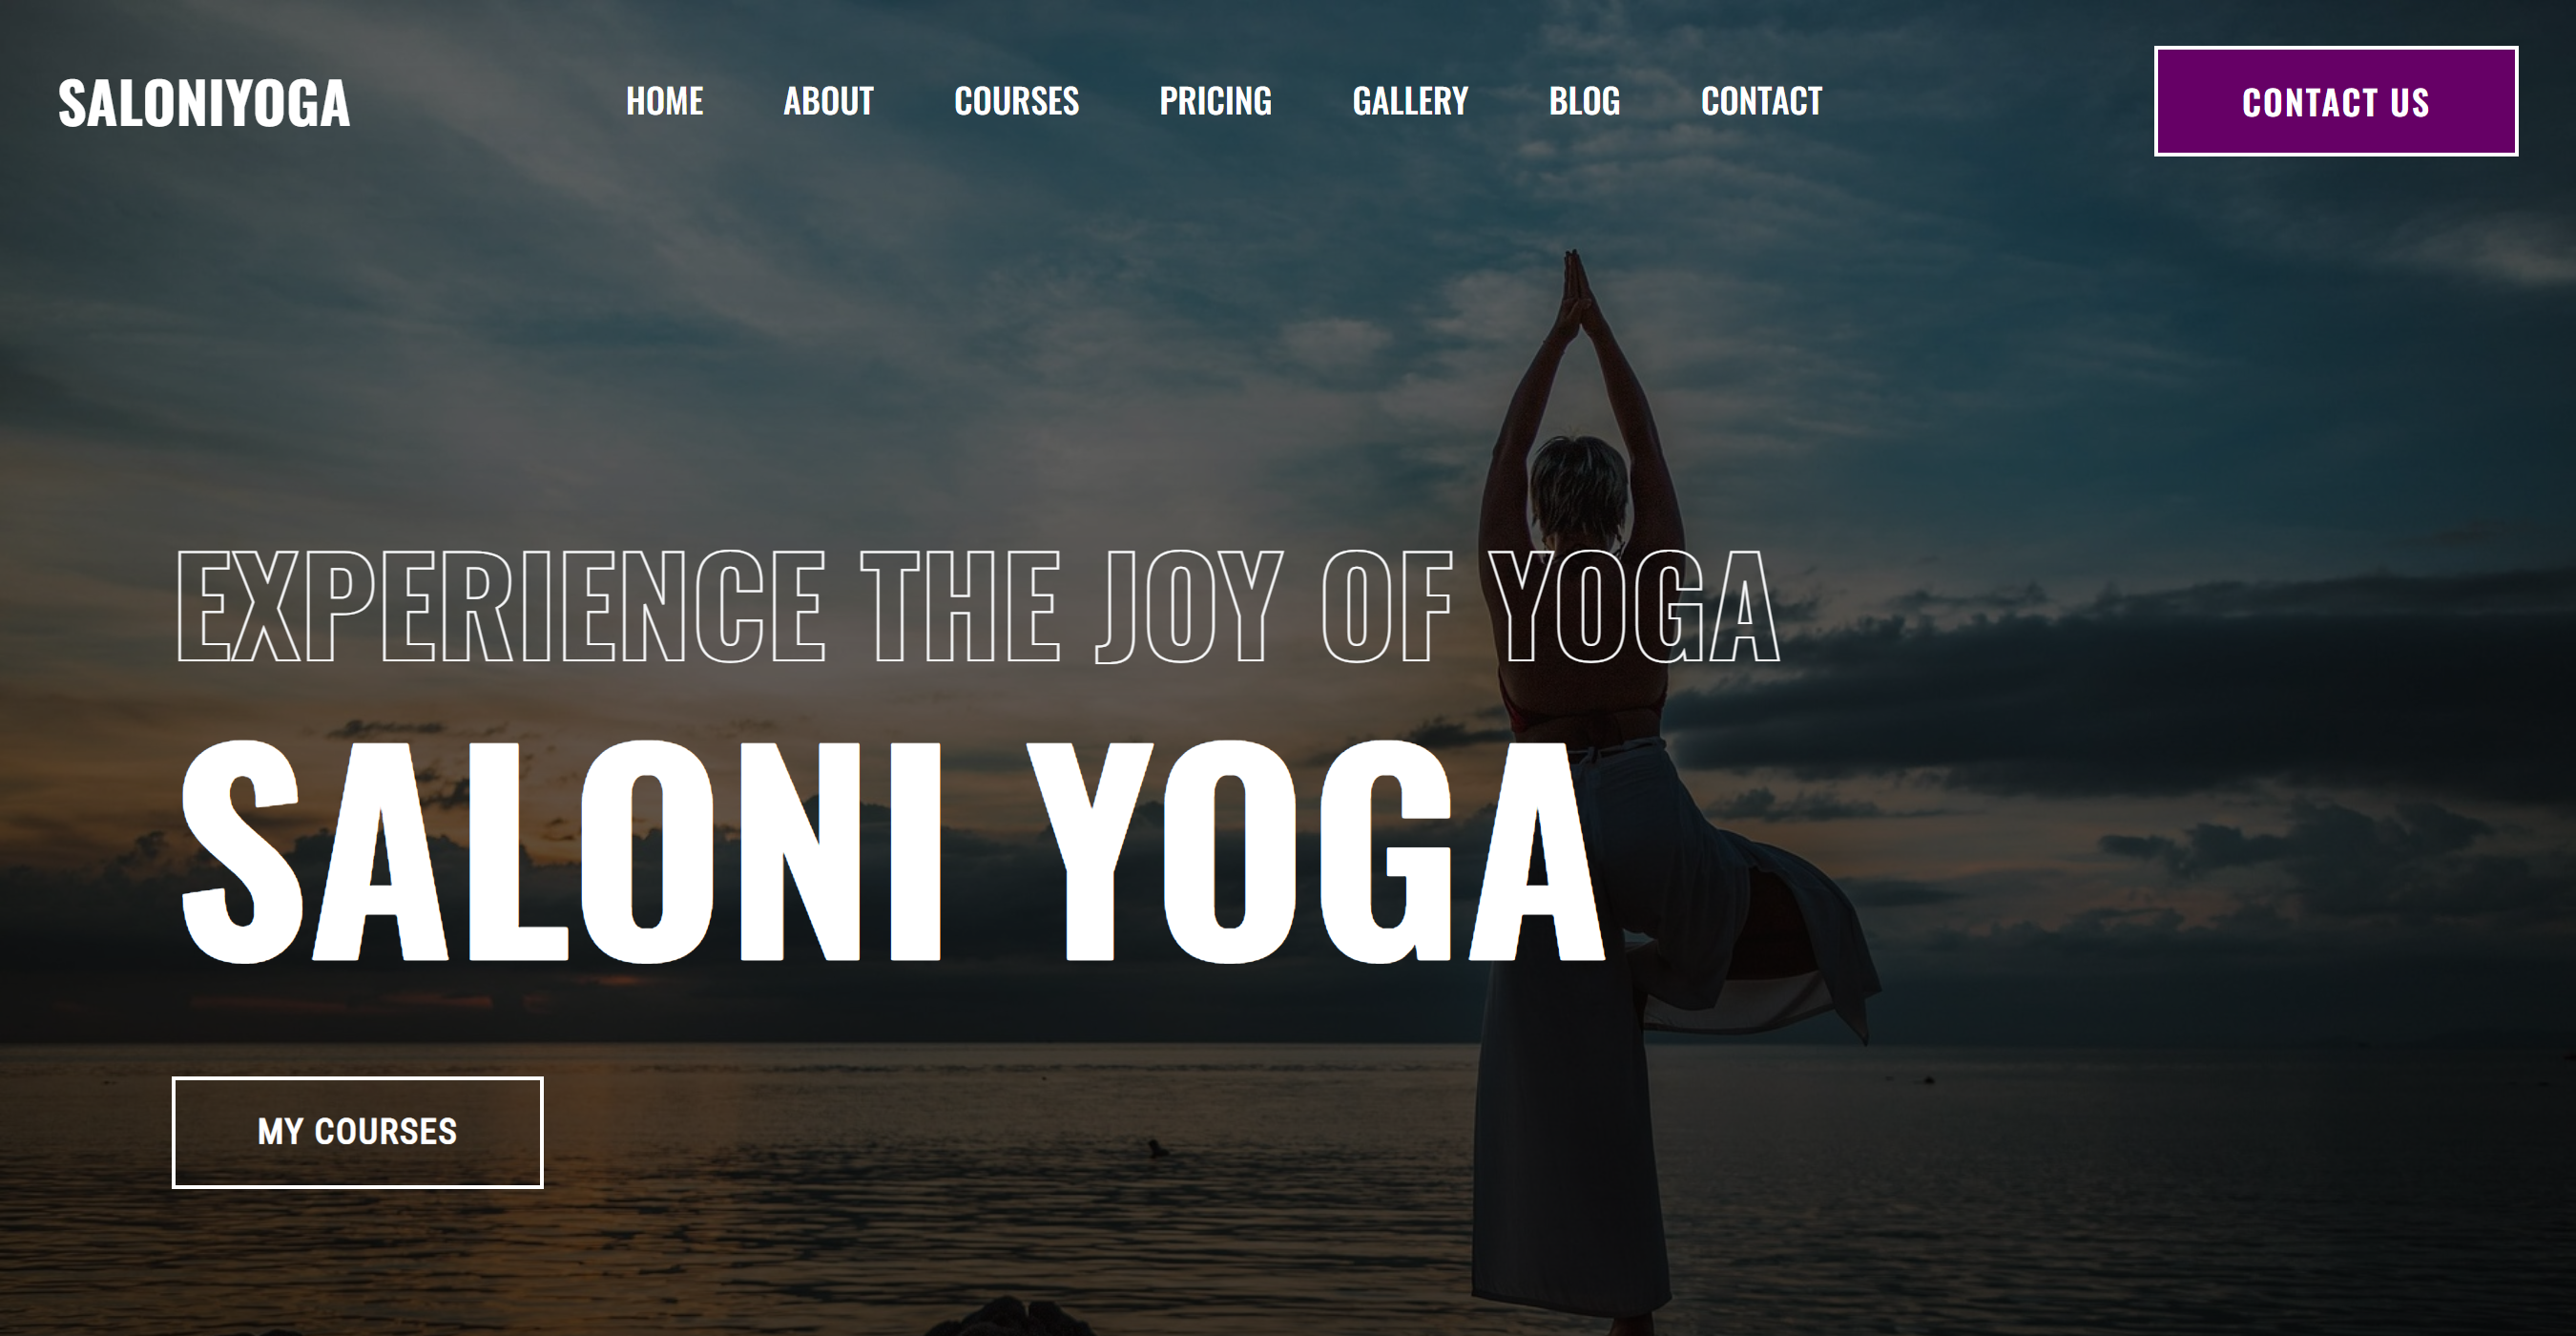 SALONIYOGA
HOME ABOUT COURSES PRICING GALLERY BLOG CONTACT
CONTACT US
EXPERIENCE THE JOY OF YOGA
SALONI YOGA
MY COURSES